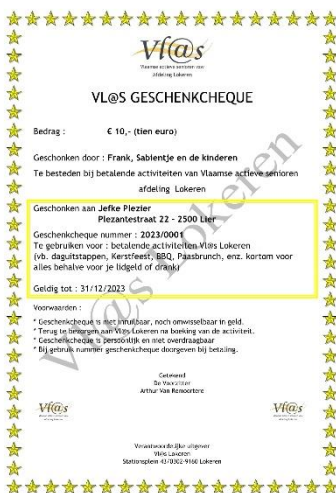 Vl@s
Vlaamse actieve senioren van
afdeling Lokeren
VL@S GESCHENKCHEQUE
Bedrag : € 10,- (tien euro)
Geschonken door : Frank, Sabientje en de kinderen
Te besteden bij betalende activiteiten van Vlaamse actieve senioren
afdeling Lokeren
Geschonken aan Jefke Plezier
Plezantestraat 22 - 2500 Lier
Geschenkcheque nummer : 2023/0001
Te gebruiken voor : betalende activiteiten Vl@s Lokeren
(vb. daguitstappen, Kerstfeest, BBQ, Paasbrunch, enz. kortom voor
alles behalve voor je lidgeld of drank)
Geldig tot : 31/12/2023
Voorwaarden :
* Geschenkcheque is niet inruilbaar, noch omwisselbaar in geld.
* Terug te bezorgen aan Vl@s Lokeren na boeking van de activiteit.
* Geschenkcheque is persoonlijk en niet overdraagbaar
* Bij gebruik nummer geschenkcheque doorgeven bij betaling.
Getekend
De Voorzitter
Arthur Van Remoortere
Vl@s
Vl@s
Verantwoordelijke uitgever
Vl@s Lokeren
Stationsplein 43/0302-9160 Lokeren
Vl@s Lokeren